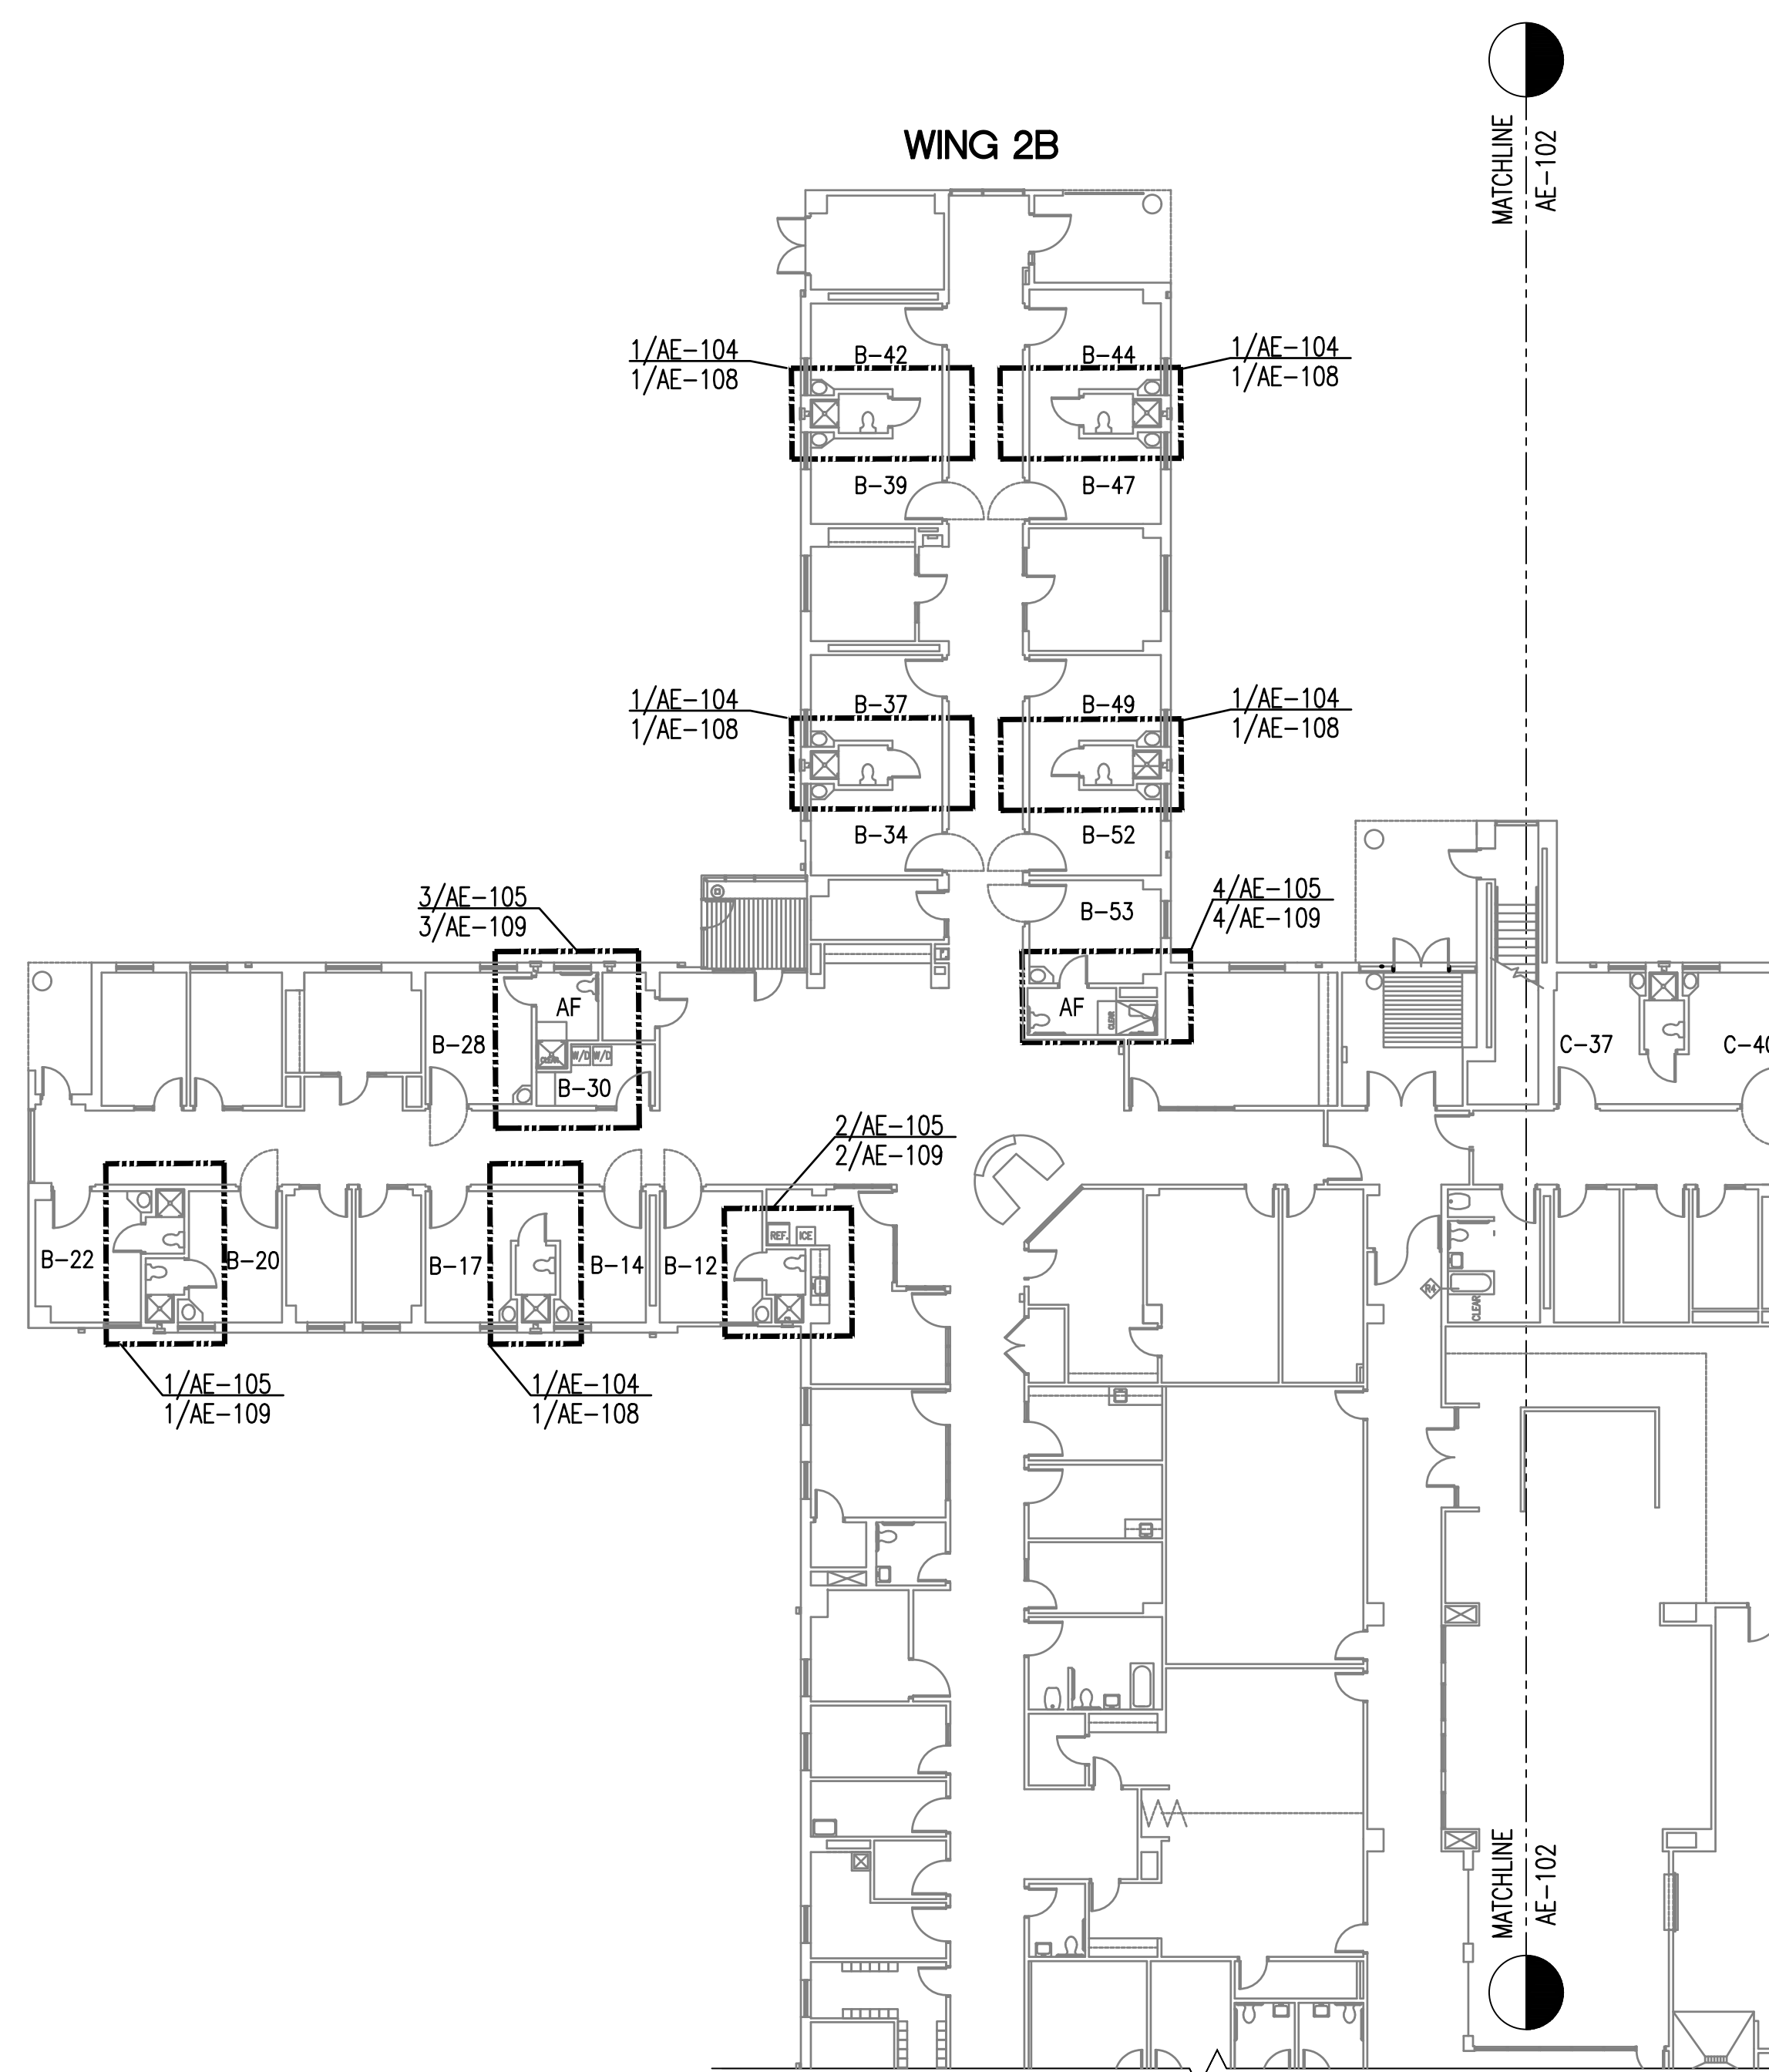 WING 2B
MATCHLINE
AE-102
1/AE-104
1/AE-108
B-42
B-44
1/AE-104
1/AE-108
B-39
B-47
1/AE-104
1/AE-108
B-37
B-49
1/AE-104
1/AE-108
B-34
B-52
3/AE-105
3/AE-109
B-53
4/AE-105
4/AE-109
AF
AF
CLEAR
B-28
CLEAR
W/D
W/D
B-30
C-37
C-40
2/AE-105
2/AE-109
B-22
B-20
B-17
B-14
B-12
REF.
ICE
R4
CLEAR
1/AE-105
1/AE-109
1/AE-104
1/AE-108
MATCHLINE
AE-102